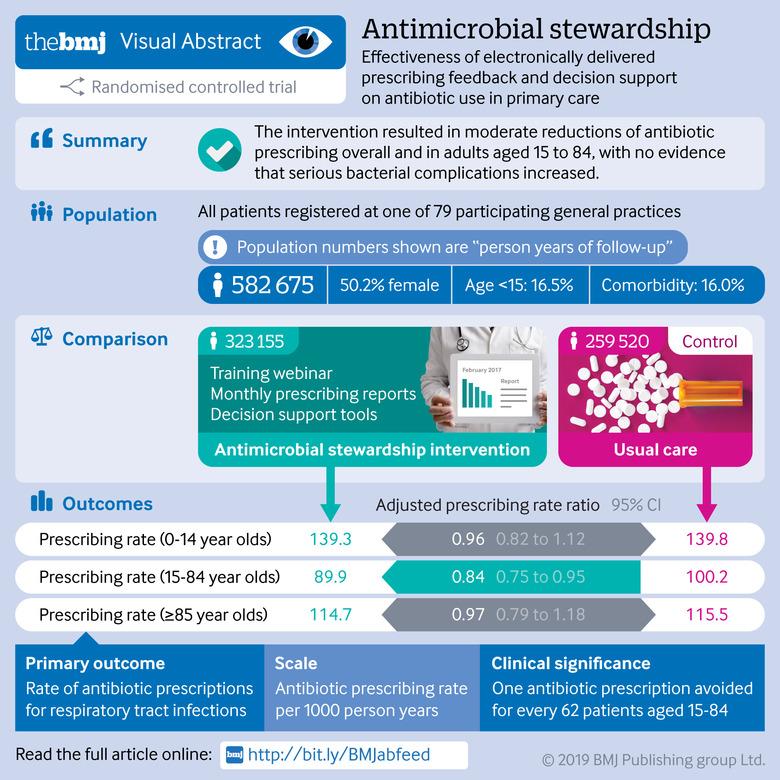 thebmj Visual Abstract
Randomised controlled trial
Antimicrobial stewardship
Effectiveness of electronically delivered
prescribing feedback and decision support
on antibiotic use in primary care
Summary
The intervention resulted in moderate reductions of antibiotic
prescribing overall and in adults aged 15 to 84, with no evidence
that serious bacterial complications increased.
Population
All patients registered at one of 79 participating general practices
! Population numbers shown are "person years of follow-up"
582 675 50.2% female Age <15: 16.5% Comorbidity: 16.0%
Comparison
323 155
Training webinar
Monthly prescribing reports
Decision support tools
February 2017
Report
Antimicrobial stewardship intervention
259 520 Control
Usual care
Outcomes
Adjusted prescribing rate ratio 95% CI
Prescribing rate (0-14 year olds) 139.3 0.96 0.82 to 1.12 139.8
Prescribing rate (15-84 year olds) 89.9 0.84 0.75 to 0.95 100.2
Prescribing rate (≥85 year olds) 114.7 0.97 0.79 to 1.18 115.5
Primary outcome
Rate of antibiotic prescriptions
for respiratory tract infections
Scale
Antibiotic prescribing rate
per 1000 person years
Clinical significance
One antibiotic prescription avoided
for every 62 patients aged 15-84
Read the full article online: bmj http://bit.ly/BMJabfeed
© 2019 BMJ Publishing group Ltd.